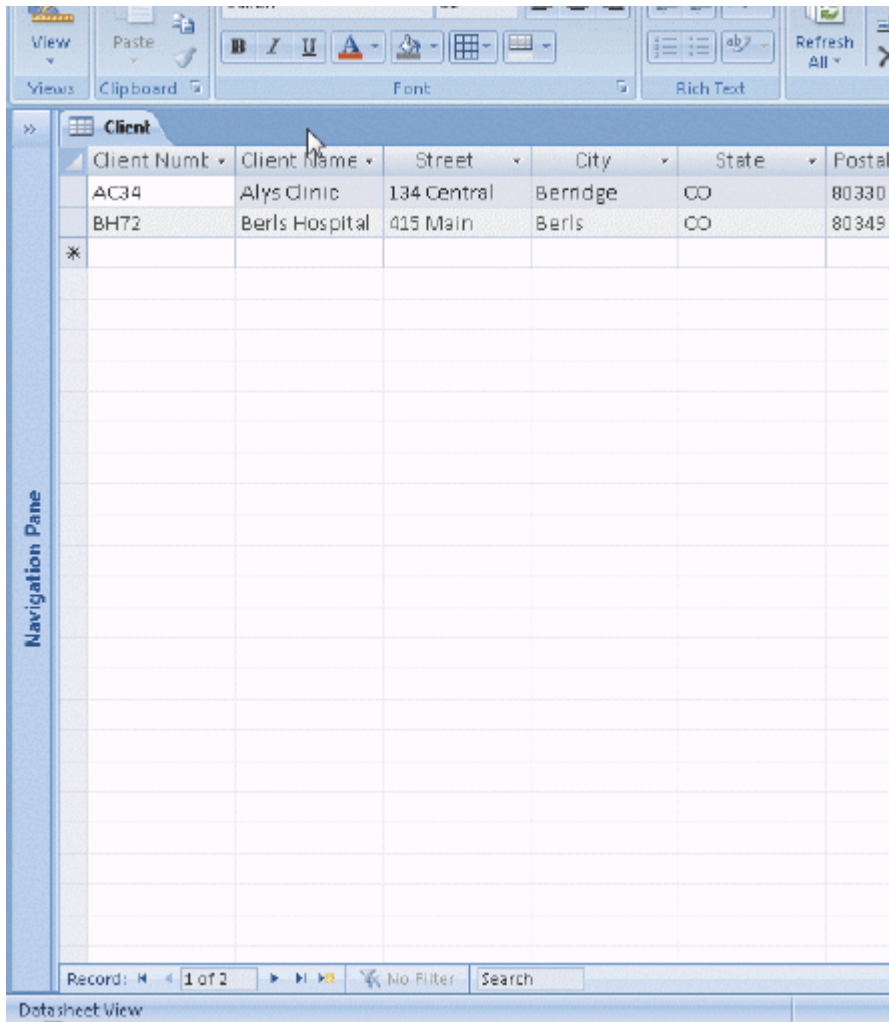 View Paste B I U A ab Refresh All
Views Clipboard Font Rich Text
Client
Client Numb Client Name Street City State Postal
AC34 Alys Clinic 134 Central Berridge CO 80330
BH72 Berls Hospital 415 Main Berls CO 80349
Navigation Pane
Record: 1 of 2 No Filter Search
Datasheet View